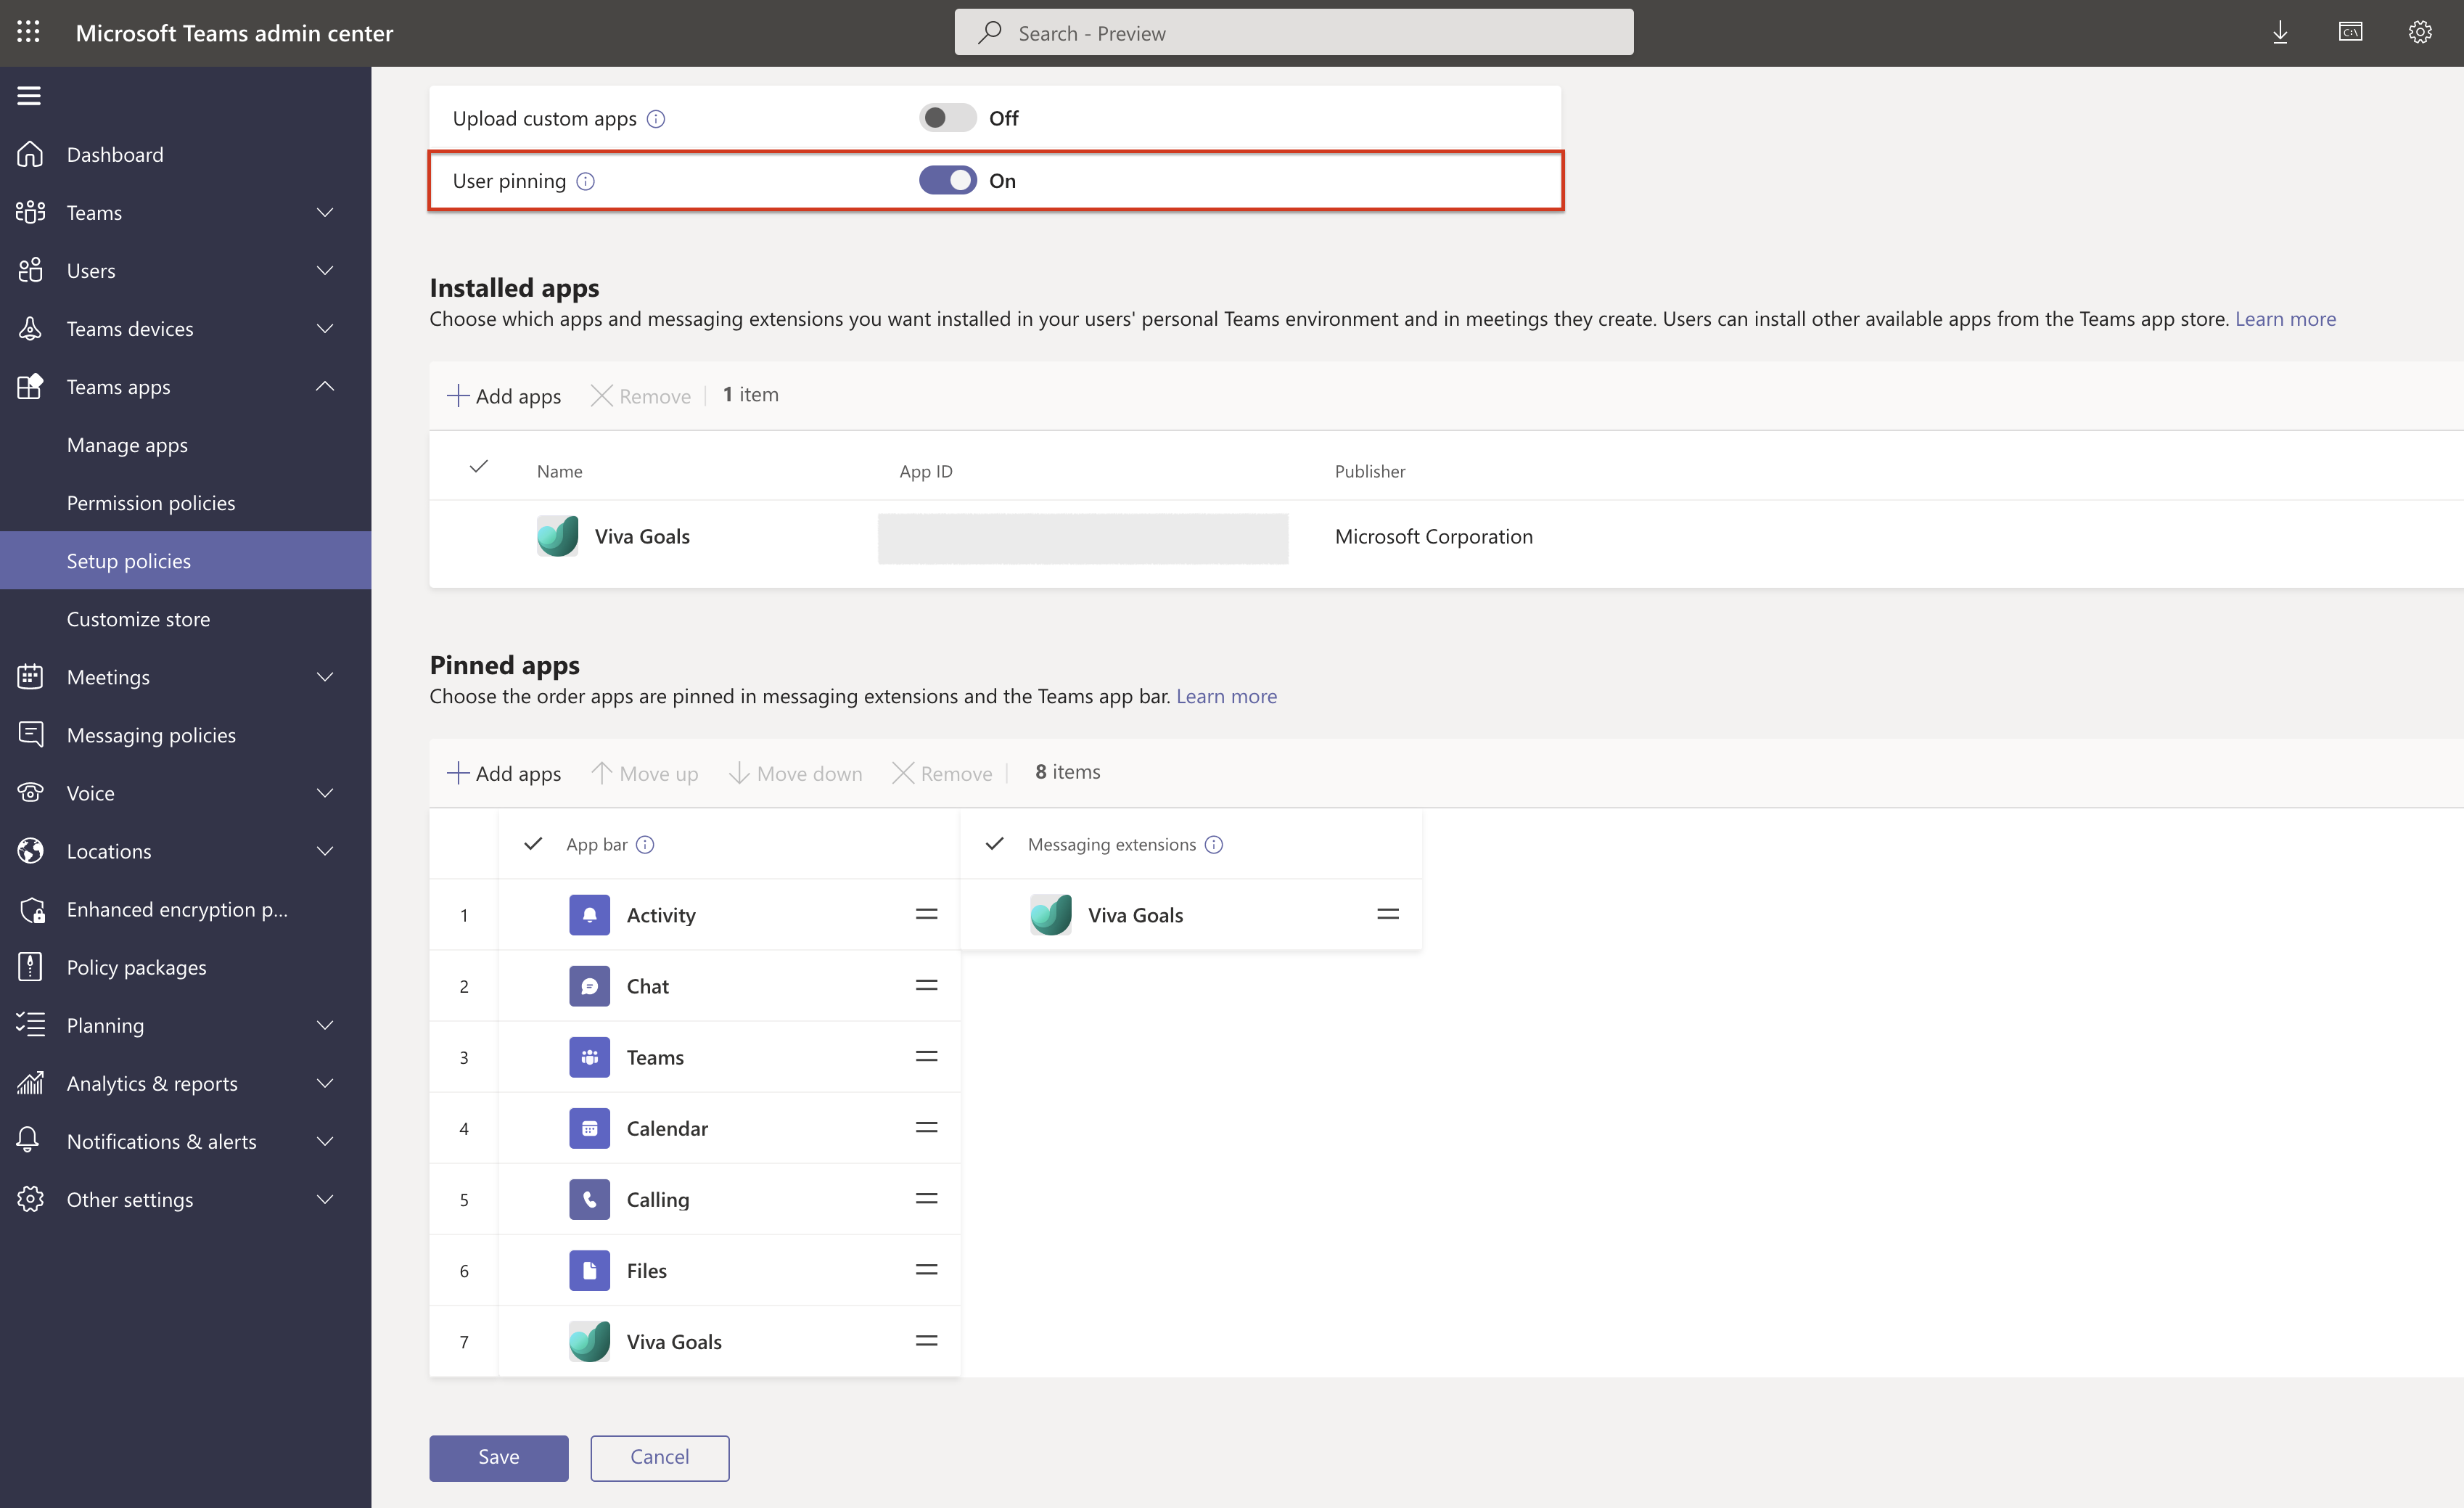 Microsoft Teams admin center
Search - Preview
C:\
Dashboard
Teams
Users
Teams devices
Teams apps
Manage apps
Permission policies
Setup policies
Customize store
Meetings
Messaging policies
Voice
Locations
Enhanced encryption p...
Policy packages
Planning
Analytics & reports
Notifications & alerts
Other settings
Upload custom apps Off
User pinning On
Installed apps
Choose which apps and messaging extensions you want installed in your users' personal Teams environment and in meetings they create. Users can install other available apps from the Teams app store. Learn more
Add apps Remove 1 item
Name App ID Publisher
Viva Goals Microsoft Corporation
Pinned apps
Choose the order apps are pinned in messaging extensions and the Teams app bar. Learn more
Add apps Move up Move down Remove 8 items
App bar Messaging extensions
1 Activity Viva Goals
2 Chat
3 Teams
4 Calendar
5 Calling
6 Files
7 Viva Goals
Save Cancel